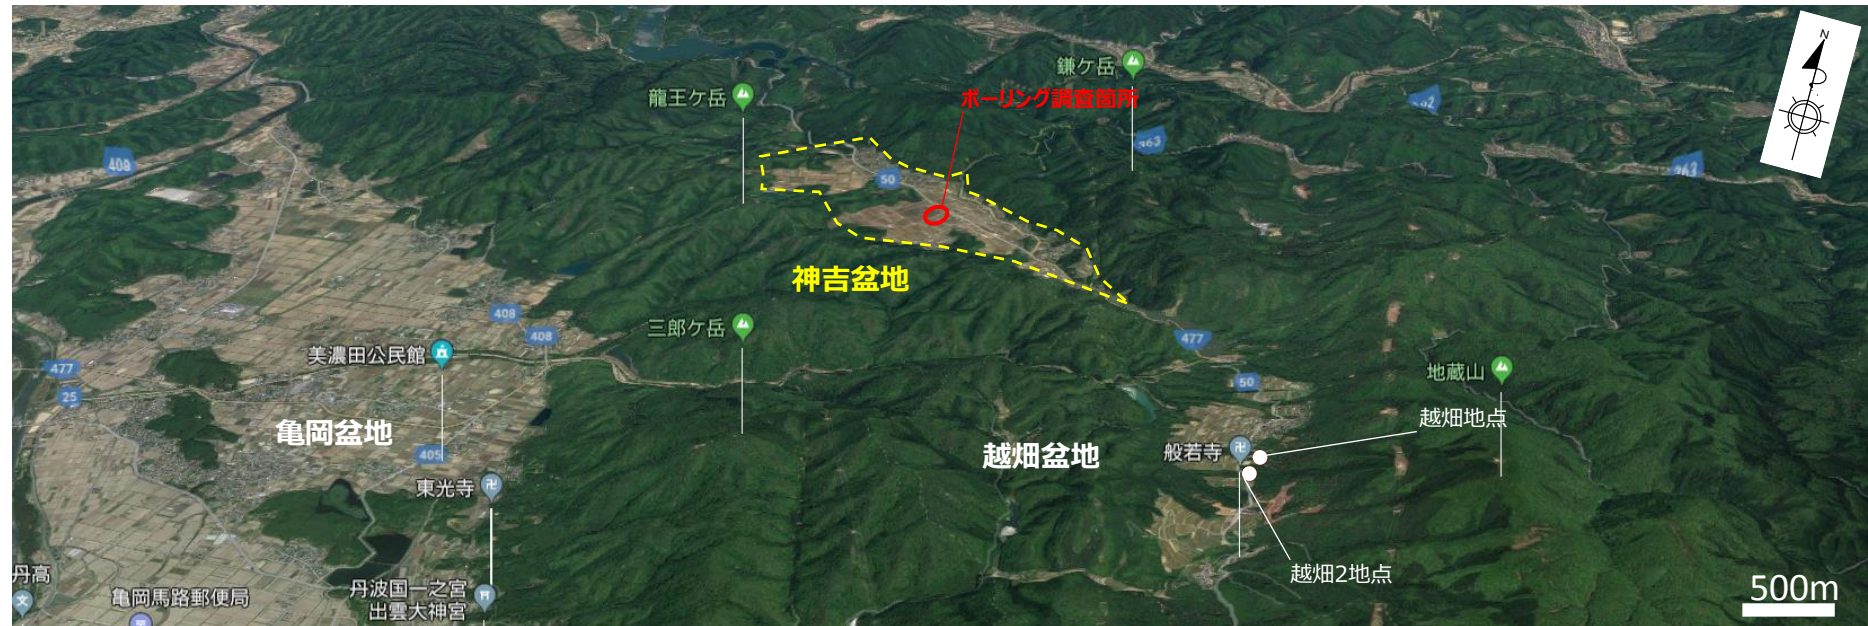 N
鎌ケ岳
龍王ケ岳
ボーリング調査箇所
362
363
408
50
363
神吉盆地
408
三郎ケ岳
408
美濃田公民館
477
477
地蔵山
50
25
越畑地点
亀岡盆地
越畑盆地
般若寺
405
東光寺
越畑2地点
丹高
丹波国一之宮
出雲大神宮
亀岡馬路郵便局
500m